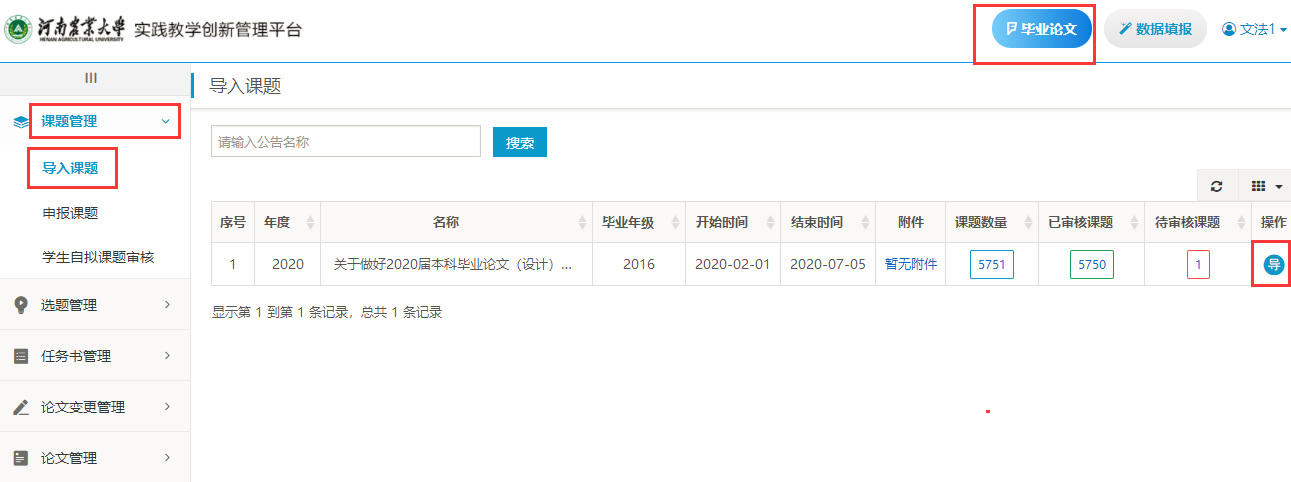 河南农业大学 实践教学创新管理平台
HENAN AGRICULTURAL UNIVERSITY
毕业论文 数据填报 文法1
导入课题
课题管理
请输入公告名称 搜索
导入课题
申报课题
序号 年度 名称 毕业年级 开始时间 结束时间 附件 课题数量 已审核课题 待审核课题 操作
学生自拟课题审核
1 2020 关于做好2020届本科毕业论文（设计）... 2016 2020-02-01 2020-07-05 暂无附件 5751 5750 1 导
选题管理
显示第 1 到第 1 条记录，总共 1 条记录
任务书管理
论文变更管理
论文管理